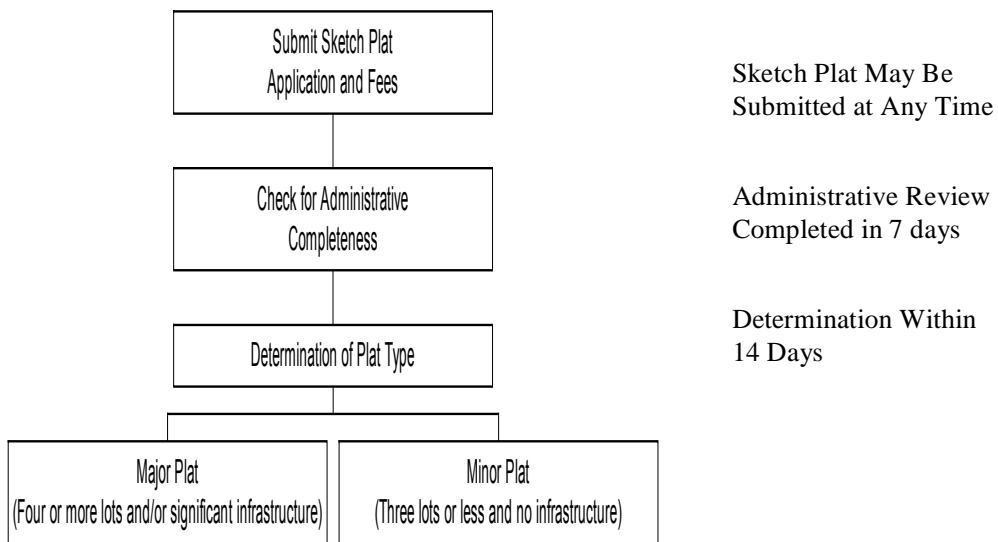 Submit Sketch Plat
Application and Fees
Sketch Plat May Be
Submitted at Any Time
Check for Administrative
Completeness
Administrative Review
Completed in 7 days
Determination of Plat Type
Determination Within
14 Days
Major Plat
(Four or more lots and/or significant infrastructure)
Minor Plat
(Three lots or less and no infrastructure)